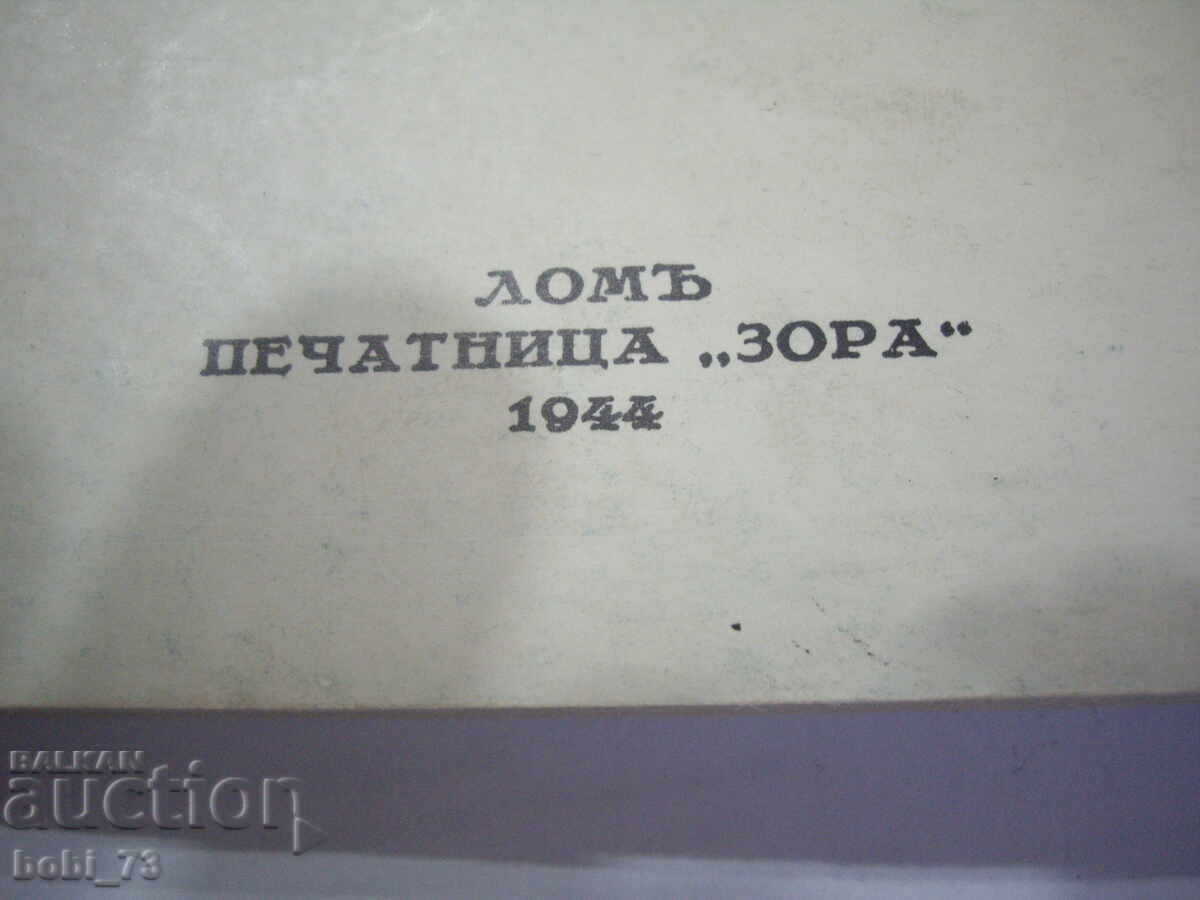 ЛОМЪ
ПЕЧАТНИЦА „ЗОРА“
1944
BALKAN
auction
bobi_73